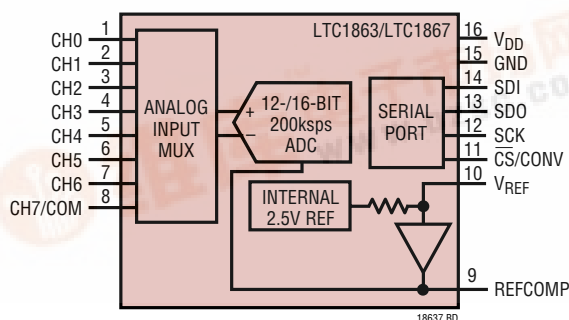 LTC1863/LTC1867
CH0 1
CH1 2
CH2 3
CH3 4
CH4 5
CH5 6
CH6 7
CH7/COM 8
ANALOG
INPUT
MUX
+
–
12-/16-BIT
200ksps
ADC
SERIAL
PORT
INTERNAL
2.5V REF
16 VDD
15 GND
14 SDI
13 SDO
12 SCK
11 C̅S̅/CONV
10 VREF
9 REFCOMP
18637 BD